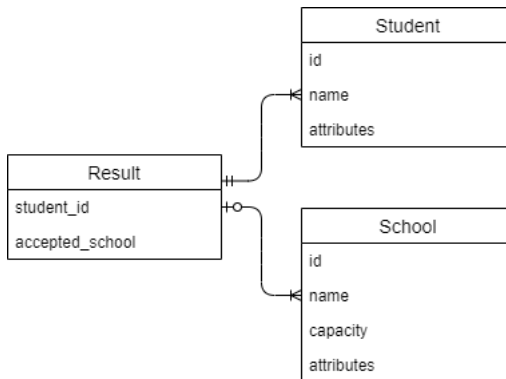 Student
id
name
attributes
Result
student_id
accepted_school
School
id
name
capacity
attributes